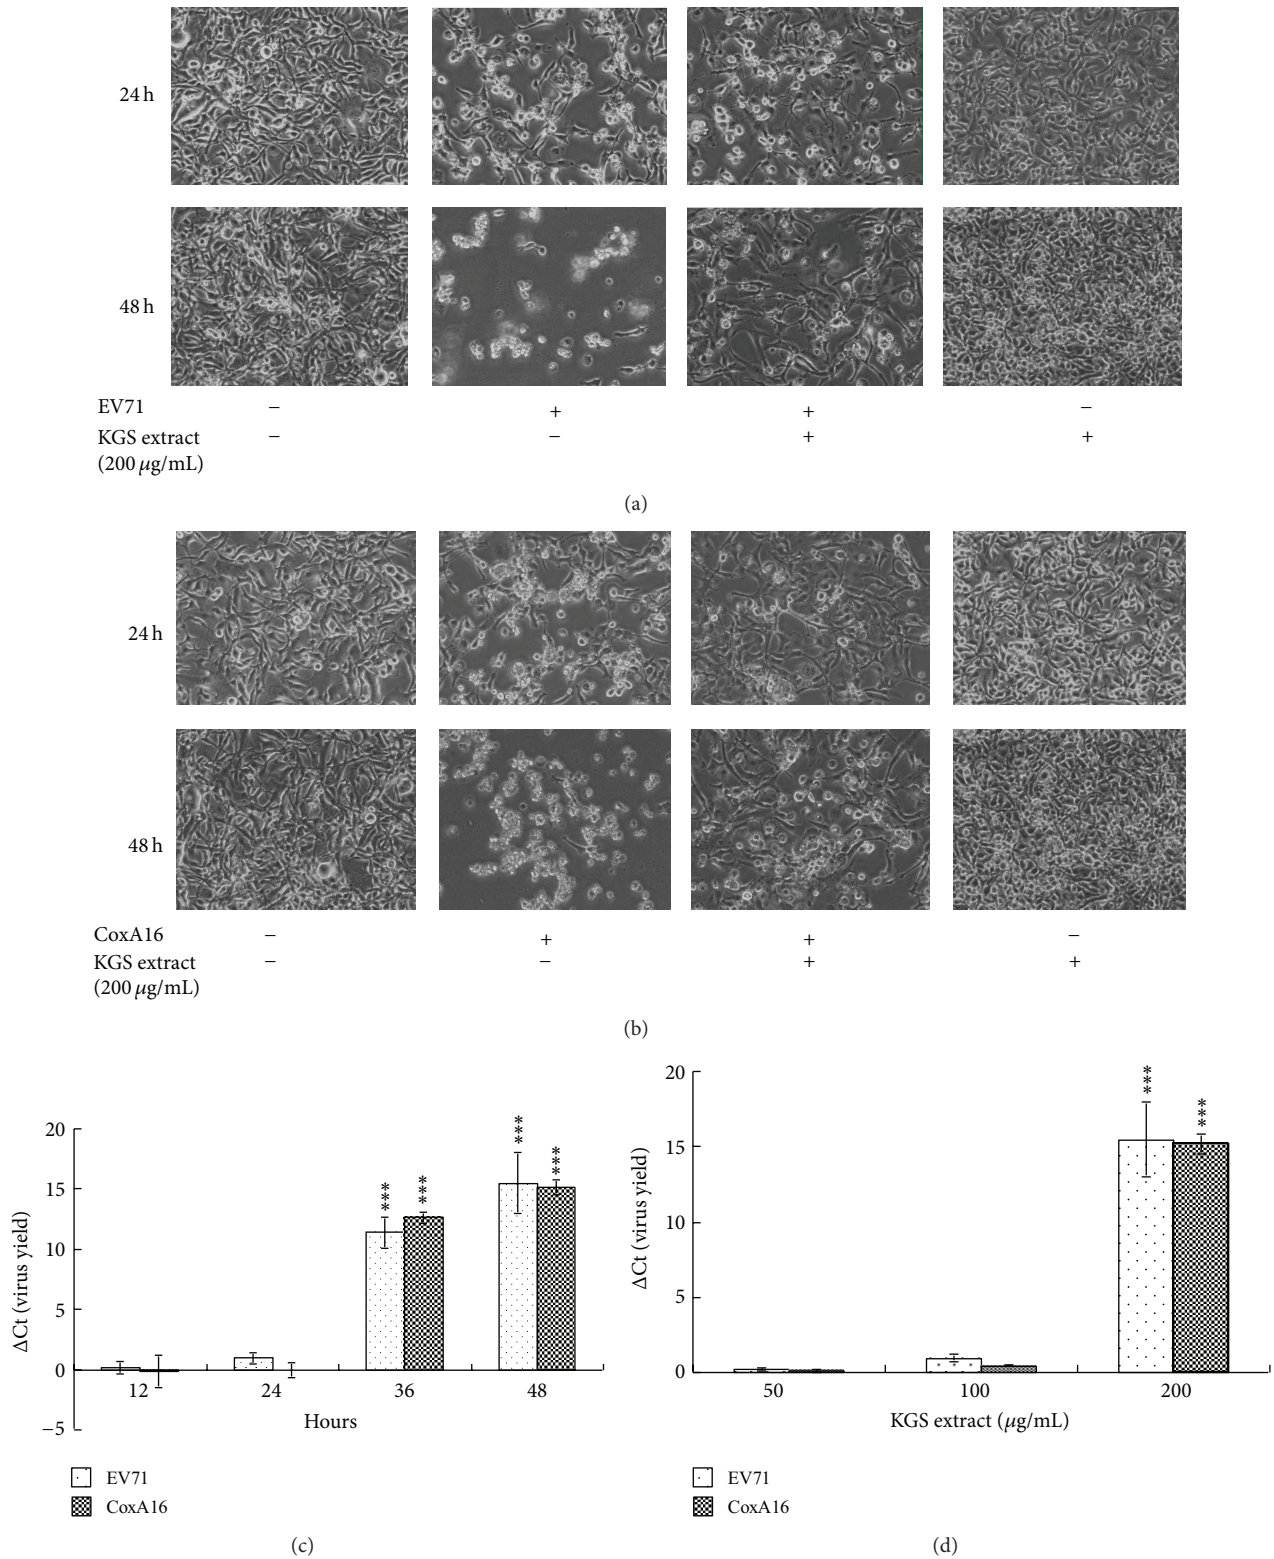 24 h
48 h
EV71 − + + −
KGS extract − − + +
(200 μg/mL)
(a)
24 h
48 h
CoxA16 − + + −
KGS extract − − + +
(200 μg/mL)
(b)
ΔCt (virus yield)
20
15
10
5
0
−5
*** *** *** ***
12 24 36 48
Hours
EV71
CoxA16
(c)
ΔCt (virus yield)
20
15
10
5
0
*** ***
50 100 200
KGS extract (μg/mL)
EV71
CoxA16
(d)